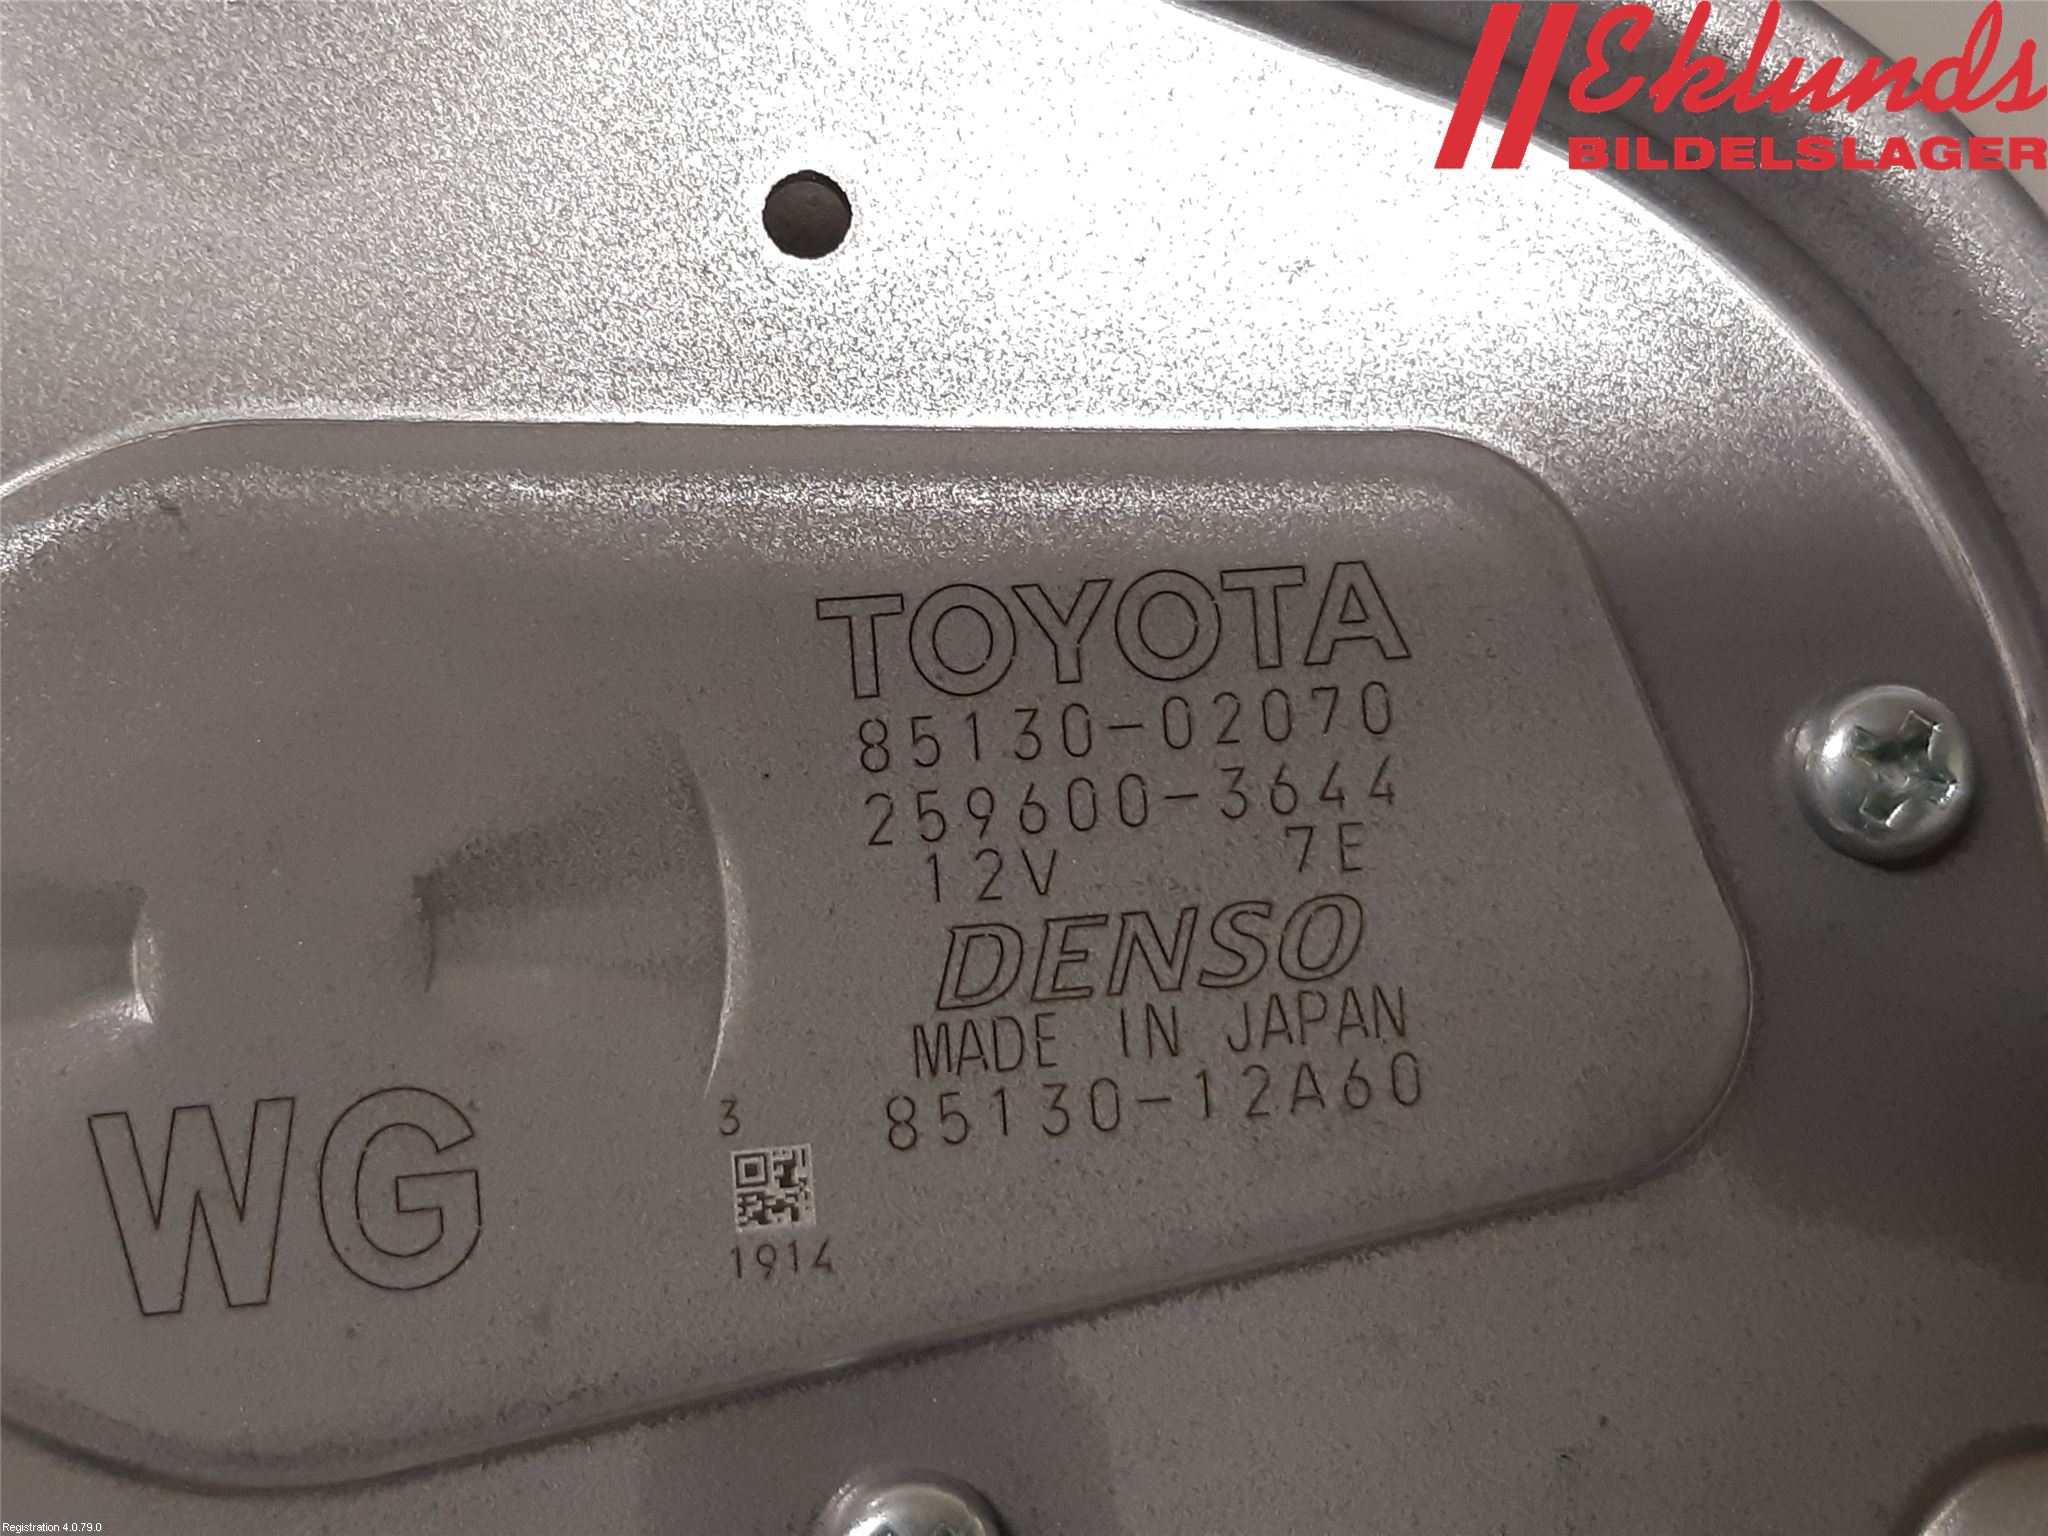 Eklunds
BILDELSLAGER
TOYOTA
85130-02070
259600-3644
12V 7E
DENSO
MADE IN JAPAN
85130-12A60
WG
3
1914
Registration 4.0.79.0